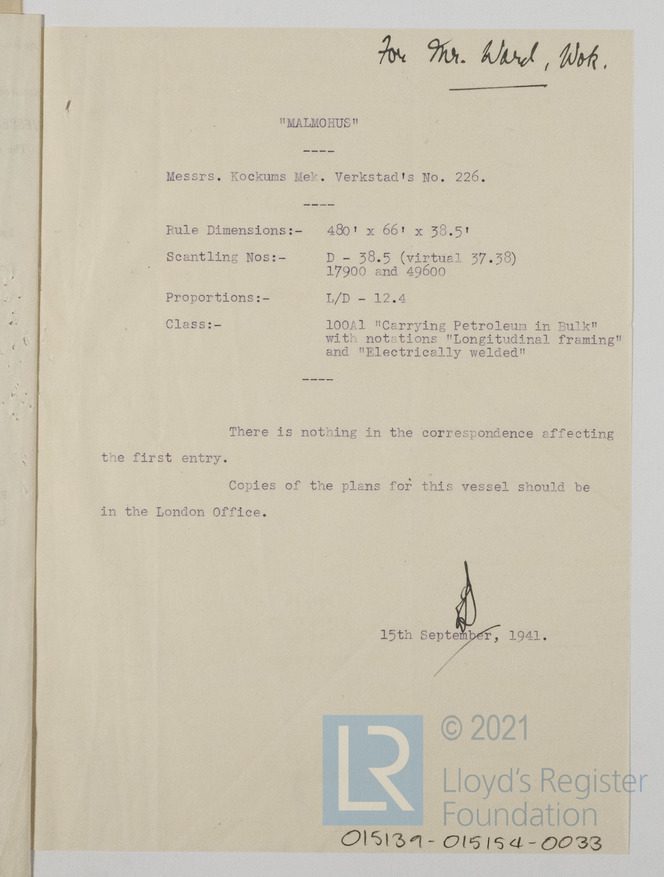 For Mr. Ward, Wok.
"MALMOHUS"
----
Messrs. Kockums Mek. Verkstad's No. 226.
----
Rule Dimensions:- 480' x 66' x 38.5'
Scantling Nos:- D - 38.5 (virtual 37.38)
17900 and 49600
Proportions:- L/D - 12.4
Class:- 100A1 "Carrying Petroleum in Bulk"
with notations "Longitudinal framing"
and "Electrically welded"
----
There is nothing in the correspondence affecting
the first entry.
Copies of the plans for this vessel should be
in the London Office.
15th September, 1941.
LR © 2021
Lloyd's Register
Foundation
015139-015154-0033